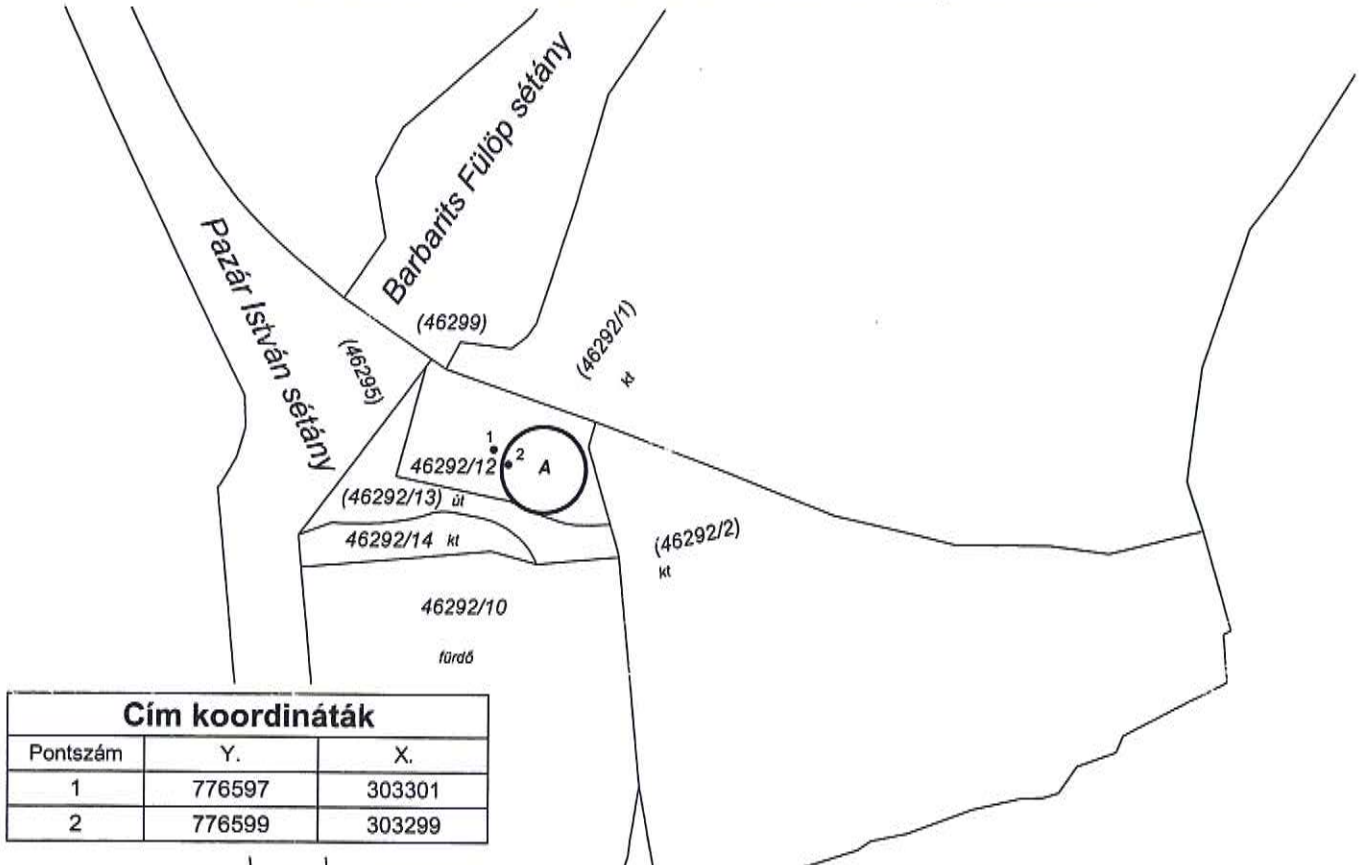 Barbarits Fülöp sétány
Pazár István sétány
(46299)
(46295)
(46292/1)
kt
1
2
A
46292/12
(46292/13) út
46292/14 kt
(46292/2)
kt
46292/10
fürdő
Cím koordináták
Pontszám Y. X.
1 776597 303301
2 776599 303299